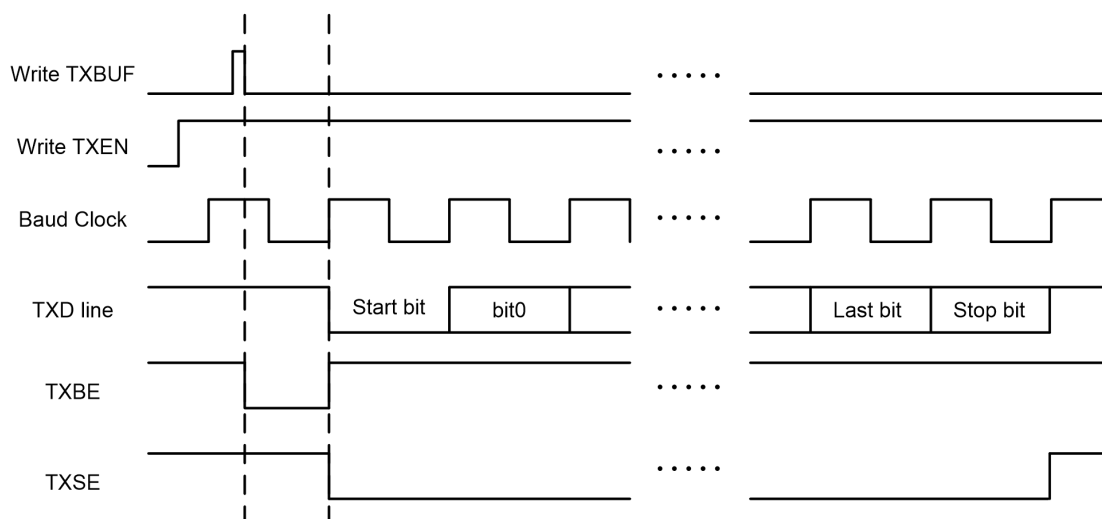 Write TXBUF
Write TXEN
Baud Clock
TXD line
Start bit
bit0
Last bit
Stop bit
TXBE
TXSE